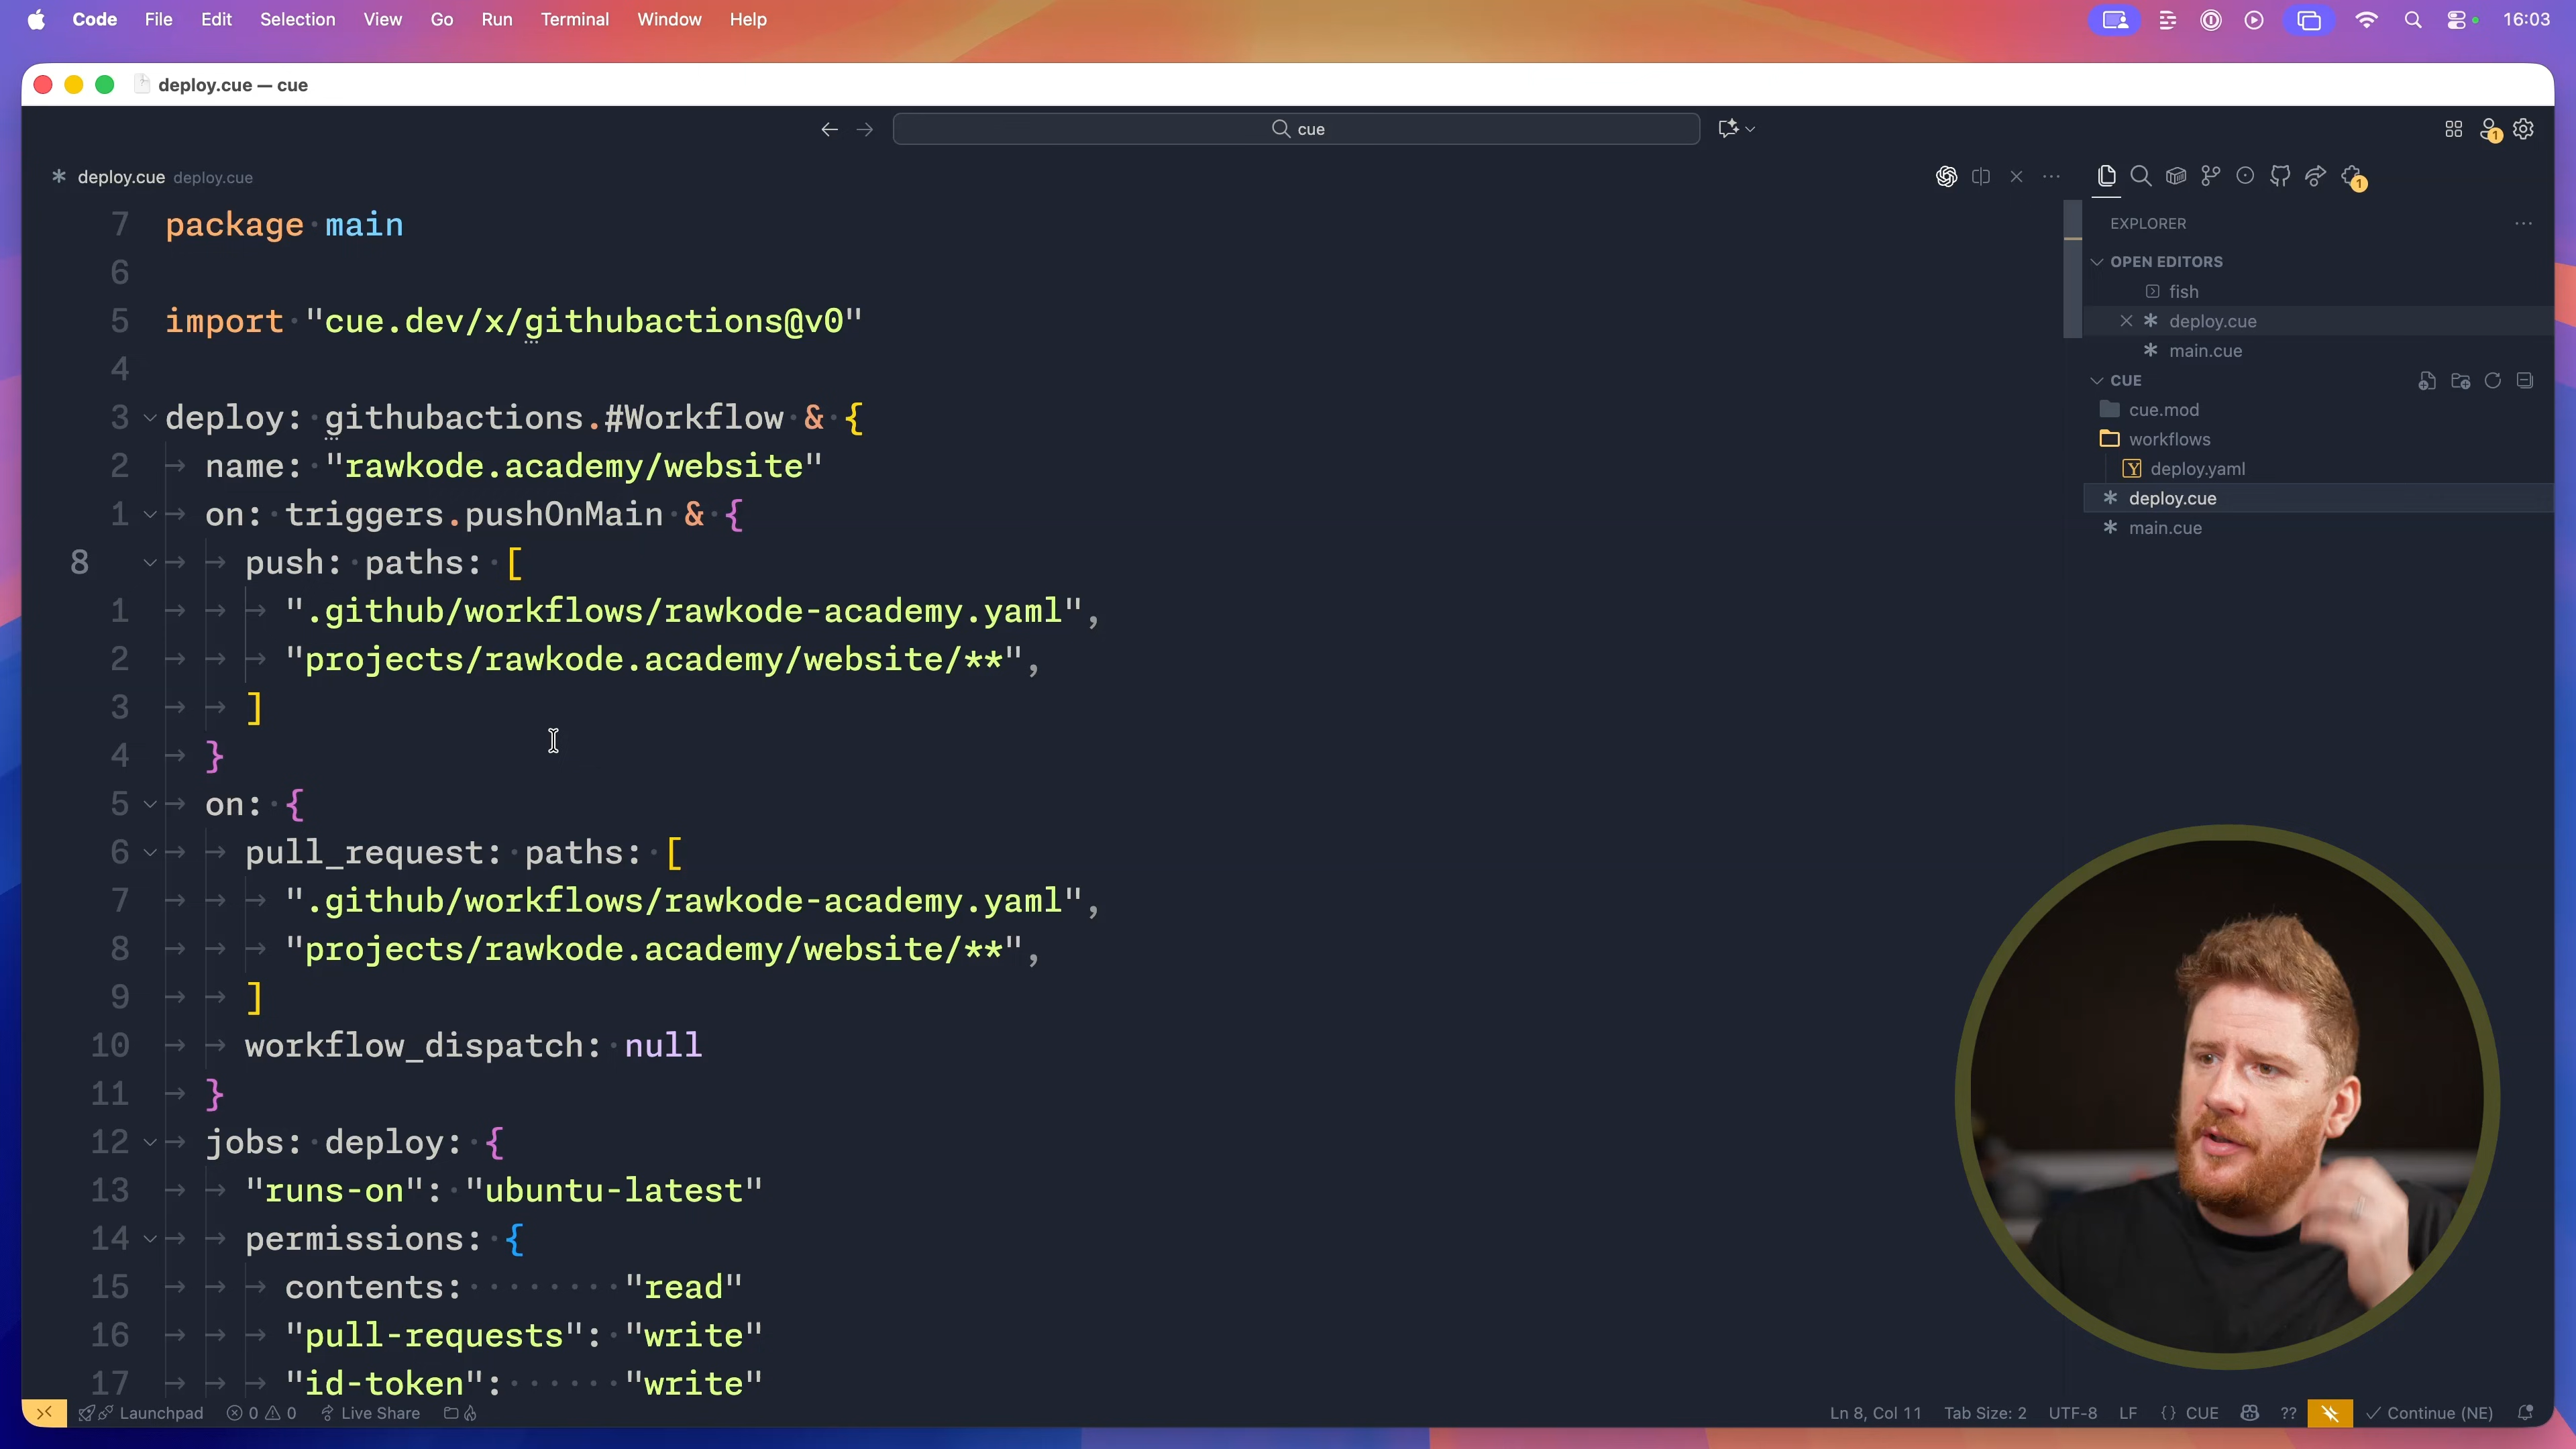 Code File Edit Selection View Go Run Terminal Window Help 16:03
deploy.cue — cue
cue
1
deploy.cue deploy.cue
1
7 package main
6
5 import "cue.dev/x/githubactions@v0"
4
3 deploy: githubactions.#Workflow & {
2 name: "rawkode.academy/website"
1 on: triggers.pushOnMain & {
8 push: paths: [
1 ".github/workflows/rawkode-academy.yaml",
2 "projects/rawkode.academy/website/**",
3 ]
4 }
5 on: {
6 pull_request: paths: [
7 ".github/workflows/rawkode-academy.yaml",
8 "projects/rawkode.academy/website/**",
9 ]
10 workflow_dispatch: null
11 }
12 jobs: deploy: {
13 "runs-on": "ubuntu-latest"
14 permissions: {
15 contents: "read"
16 "pull-requests": "write"
17 "id-token": "write"
EXPLORER
OPEN EDITORS
fish
deploy.cue
main.cue
CUE
cue.mod
workflows
deploy.yaml
deploy.cue
main.cue
Launchpad 0 0 Live Share
Ln 8, Col 11 Tab Size: 2 UTF-8 LF {} CUE ?? Continue (NE)